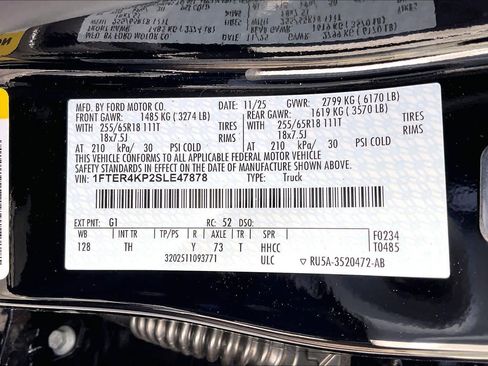 MFD. BY FORD MOTOR CO. 11/25 GVWR: 2799 KG (6170 LB)
FRONT GAWR: 1485 KG (3274 LB) REAR GAWR: 1619 KG (3570 LB)
255/65R18 111T TIRES 255/65R18 111T TIRES
18x7.5J RIMS 18x7.5J RIMS
AT 210 kPa/ 30 PSI COLD AT 210 kPa/ 30 PSI COLD
THIS VEHICLE CONFORMS TO ALL APPLICABLE FEDERAL MOTOR VEHICLE
SAFETY STANDARDS IN EFFECT ON THE DATE OF MANUFACTURE SHOWN ABOVE.
VIN: 1FTER4KP2SLE47878 TYPE: Truck
EXT PNT: G1 RC: 52 DSO: F0234
WB INT TR TP/PS R AXLE TR SPR T0485
128 TH Y 73 T HHCC
3202511093771 ULC ▽ RU5A-3520472-AB